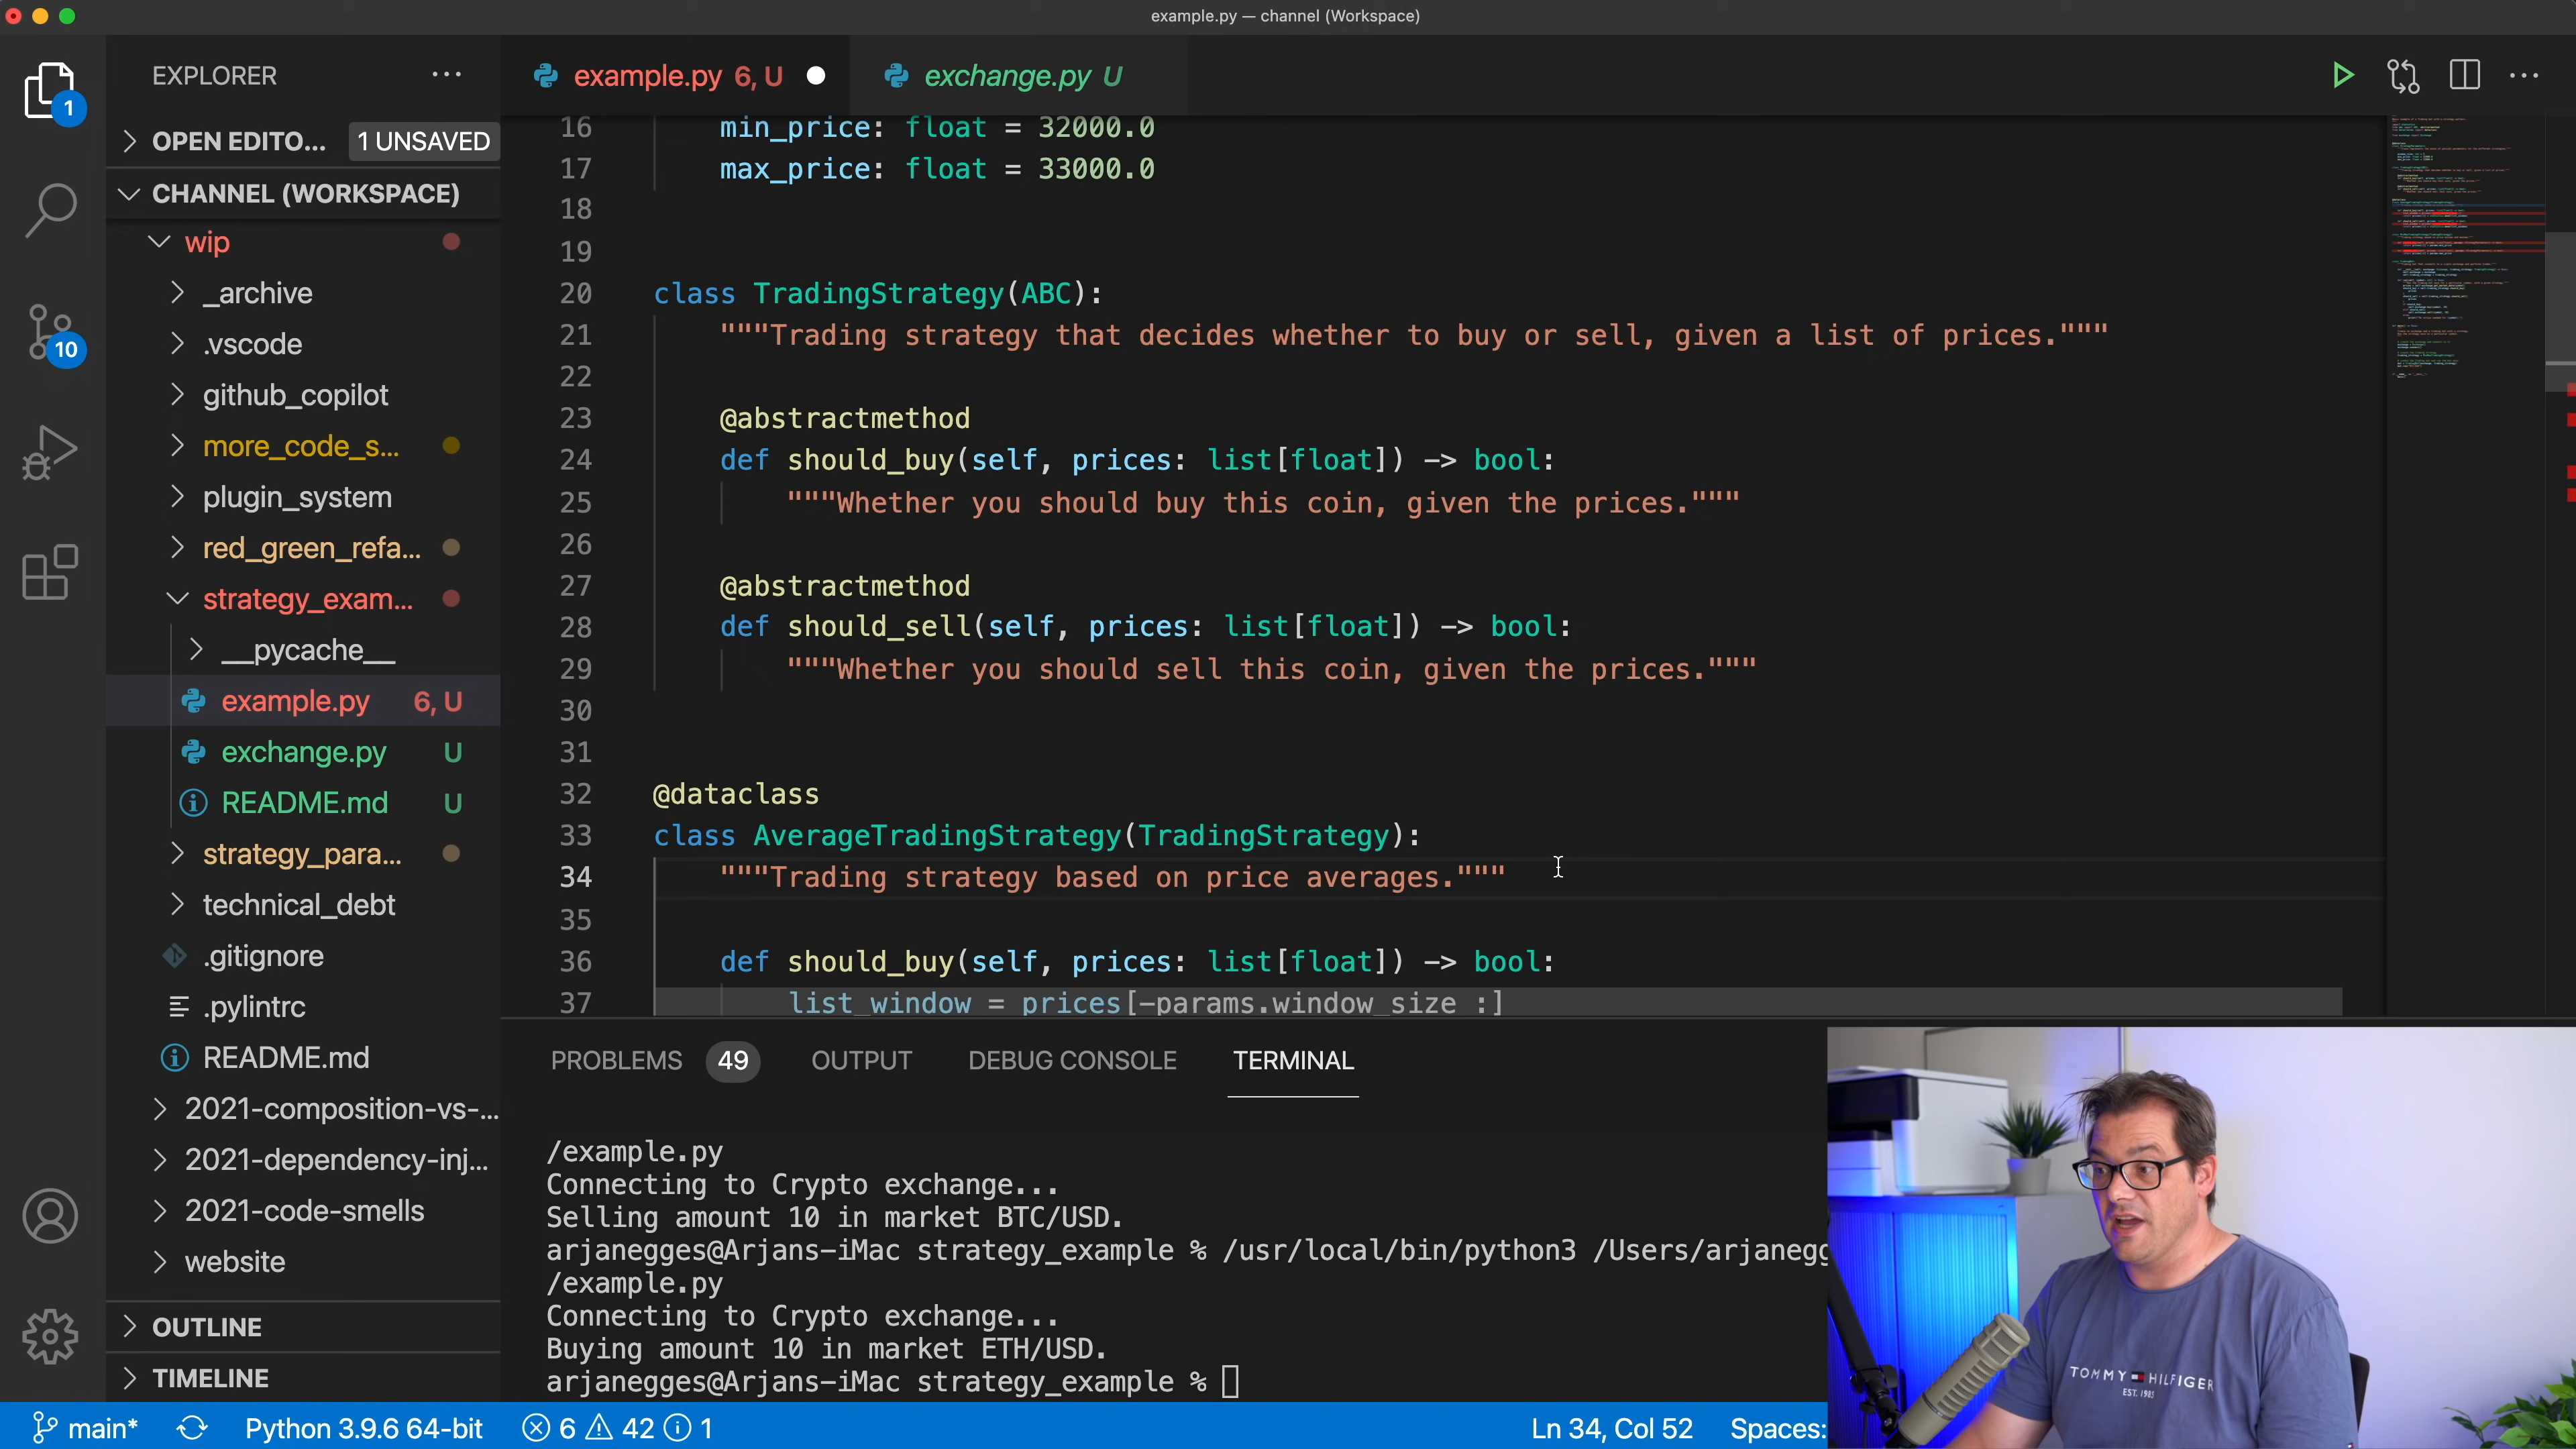 example.py — channel (Workspace)
EXPLORER
example.py 6, U
exchange.py U
OPEN EDITO... 1 UNSAVED
CHANNEL (WORKSPACE)
wip
_archive
.vscode
github_copilot
more_code_s...
plugin_system
red_green_refa...
strategy_exam...
__pycache__
example.py 6, U
exchange.py U
README.md U
strategy_para...
technical_debt
.gitignore
.pylintrc
README.md
2021-composition-vs-...
2021-dependency-inj...
2021-code-smells
website
OUTLINE
TIMELINE
1
10
16 min_price: float = 32000.0
17 max_price: float = 33000.0
18
19
20 class TradingStrategy(ABC):
21 """Trading strategy that decides whether to buy or sell, given a list of prices."""
22
23 @abstractmethod
24 def should_buy(self, prices: list[float]) -> bool:
25 """Whether you should buy this coin, given the prices."""
26
27 @abstractmethod
28 def should_sell(self, prices: list[float]) -> bool:
29 """Whether you should sell this coin, given the prices."""
30
31
32 @dataclass
33 class AverageTradingStrategy(TradingStrategy):
34 """Trading strategy based on price averages."""
35
36 def should_buy(self, prices: list[float]) -> bool:
37 list_window = prices[-params.window_size :]
PROBLEMS 49 OUTPUT DEBUG CONSOLE TERMINAL
/example.py
Connecting to Crypto exchange...
Selling amount 10 in market BTC/USD.
arjanegges@Arjans-iMac strategy_example % /usr/local/bin/python3 /Users/arjanegg
/example.py
Connecting to Crypto exchange...
Buying amount 10 in market ETH/USD.
arjanegges@Arjans-iMac strategy_example %
TOMMY HILFIGER
EST. 1985
main* Python 3.9.6 64-bit 6 42 1 Ln 34, Col 52 Spaces: